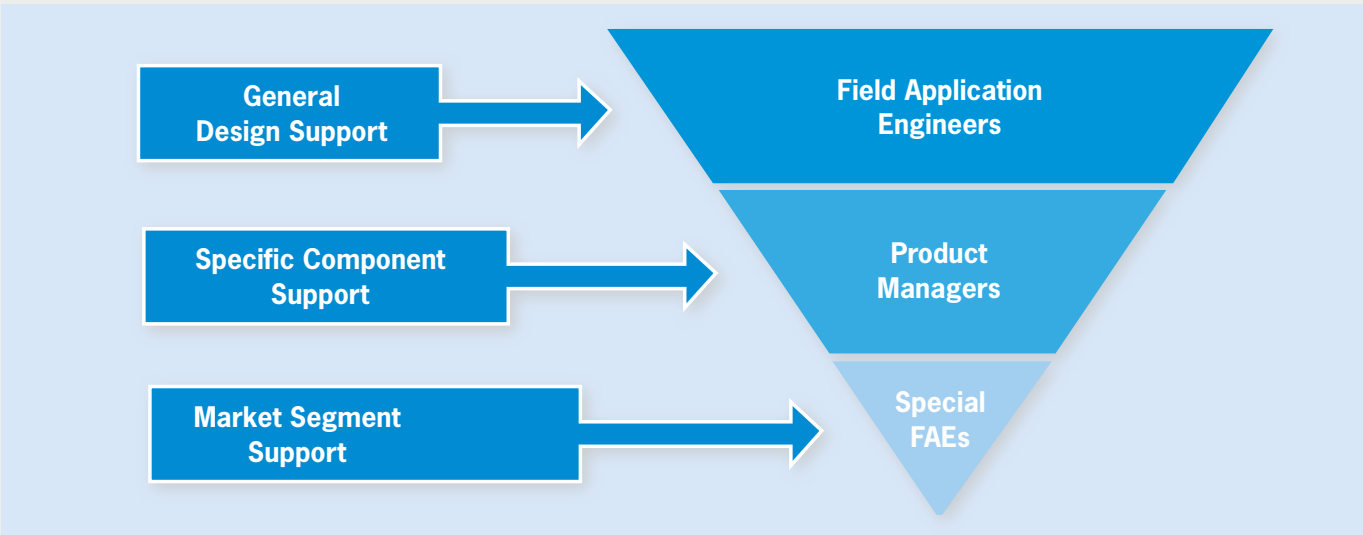 General
Design Support
Field Application
Engineers
Specific Component
Support
Product
Managers
Market Segment
Support
Special
FAEs